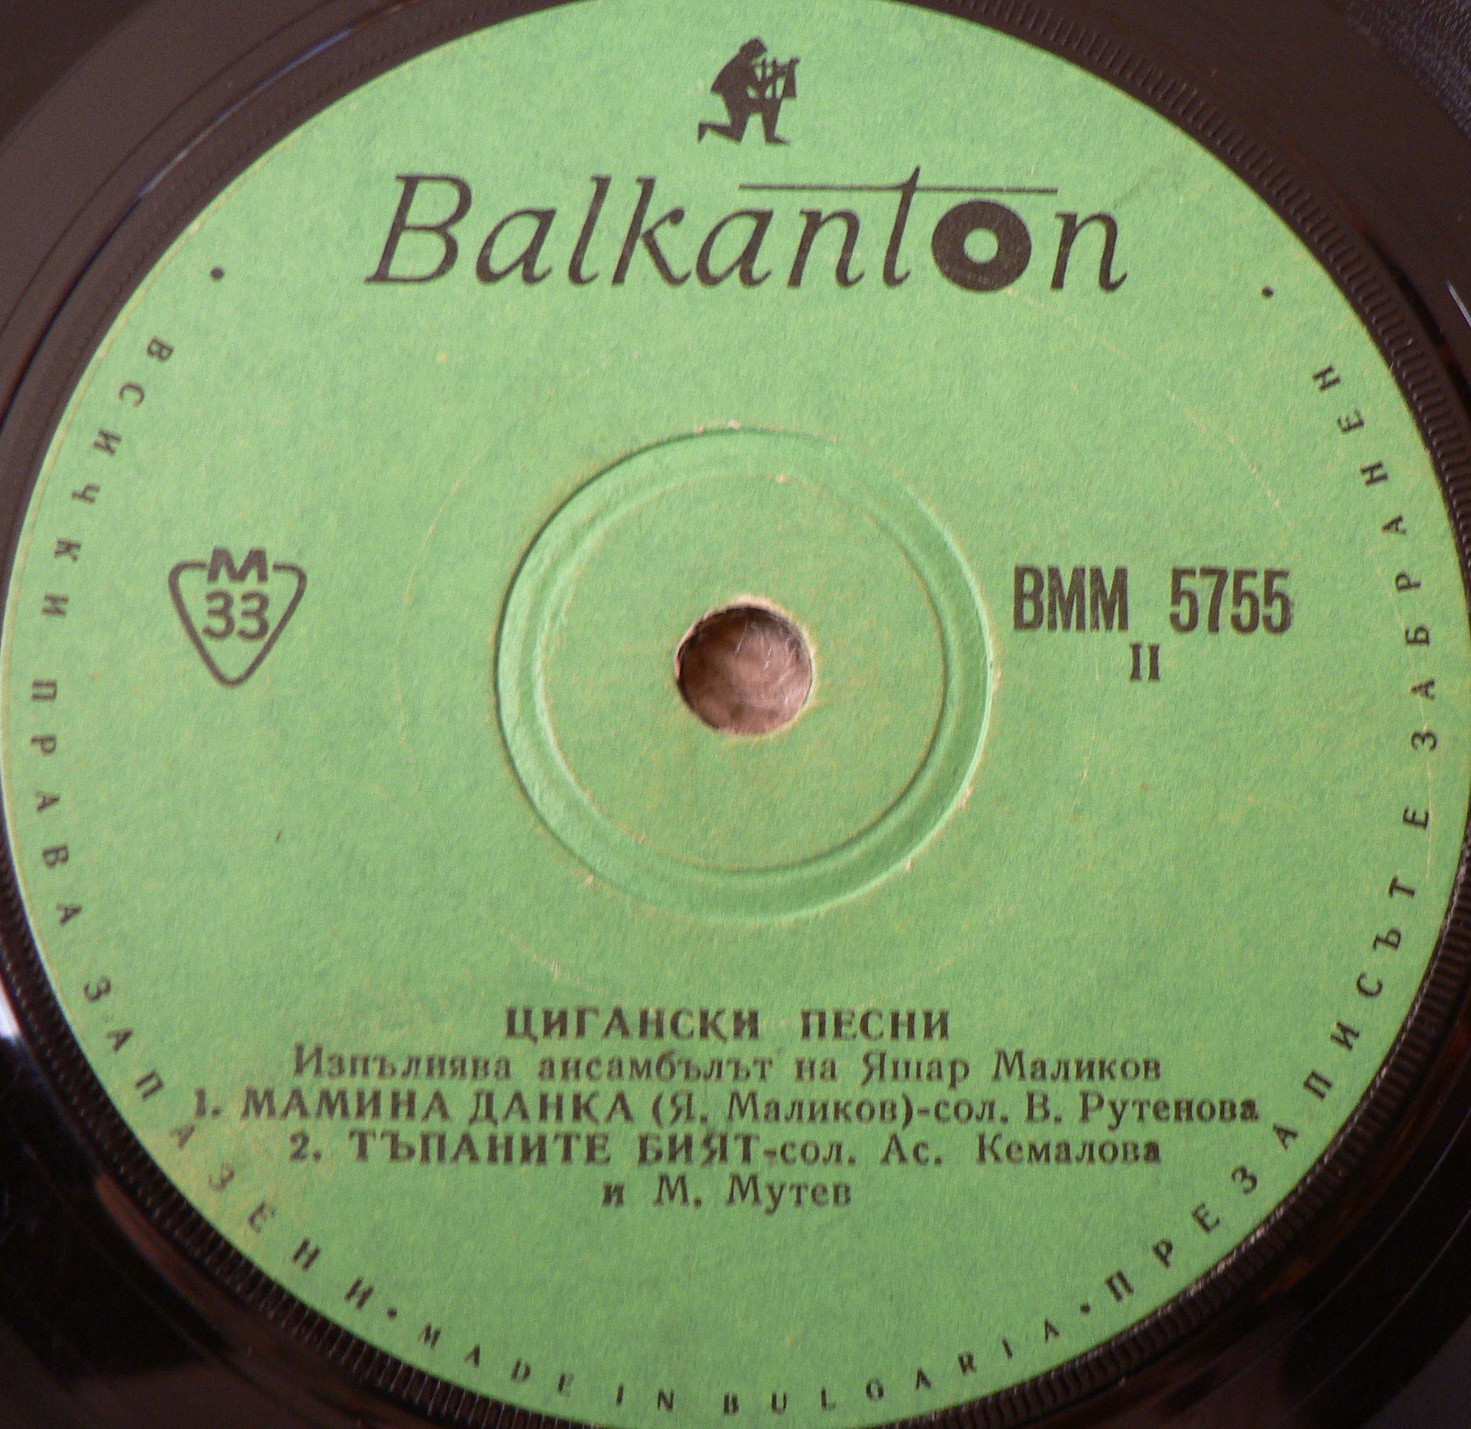 Balkanton
М
33
ВММ 5755
II
ЦИГАНСКИ ПЕСНИ
Изпълнява ансамбълът на Яшар Маликов
1. МАМИНА ДАНКА (Я. Маликов)-сол. В. Рутенова
2. ТЪПАНИТЕ БИЯТ-сол. Ас. Кемалова
и М. Мутев
• ВСИЧКИ ПРАВА ЗАПАЗЕНИ • MADE IN BULGARIA • ПРЕЗАПИСЪТ Е ЗАБРАНЕН •